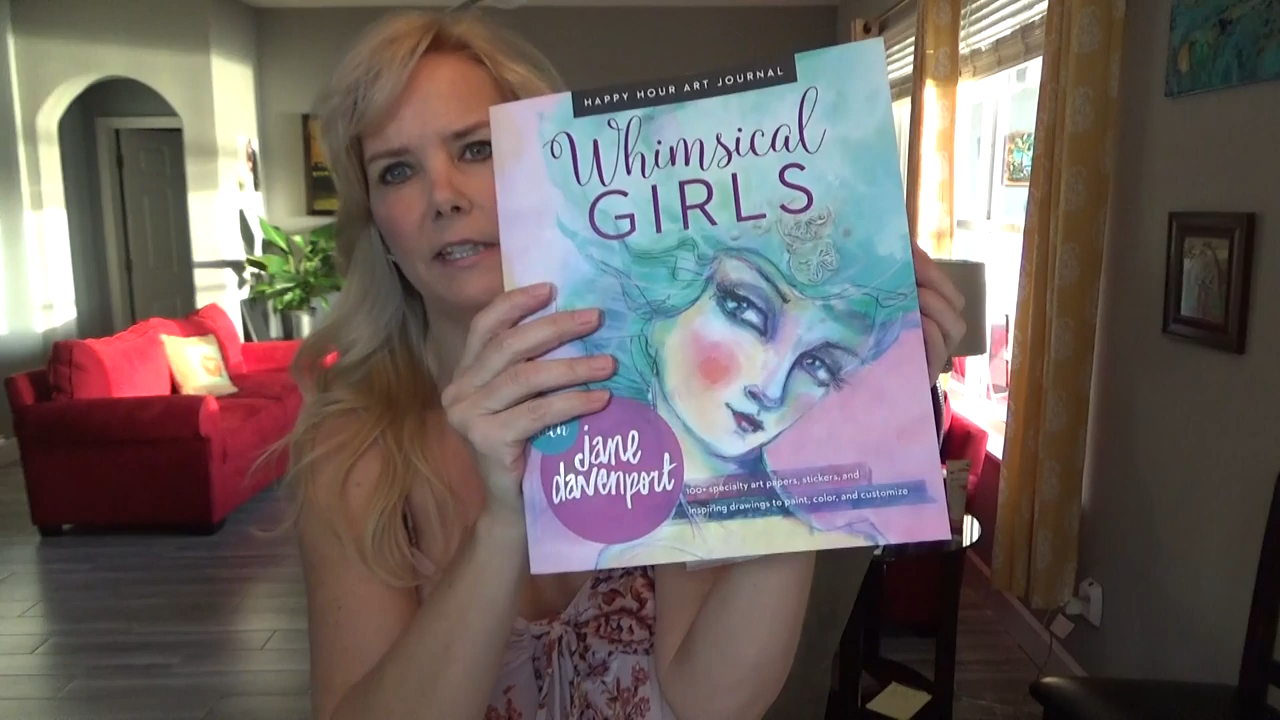 HAPPY HOUR ART JOURNAL
Whimsical
GIRLS
with
jane
davenport
100+ specialty art papers, stickers, and
inspiring drawings to paint, color, and customize